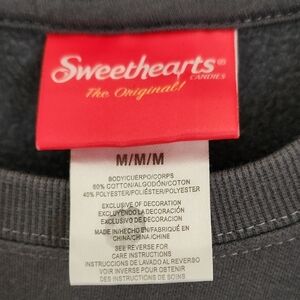 Sweethearts®
CANDIES
The Original!
M/M/M
BODY/CUERPO/CORPS
60% COTTON/ALGODÓN/COTON
40% POLYESTER/POLIÉSTER/POLYESTER
EXCLUSIVE OF DECORATION
EXCLUYENDO LA DECORACIÓN
EXCLUSIVO DE DECORACION
MADE IN/HECHO EN/FABRIQUÉ EN
CHINA/CHINA/CHINE
SEE REVERSE FOR
CARE INSTRUCTIONS
INSTRUCCIONES DE LAVADO AL REVERSO
VOIR INVERSE POUR OBTENIR
DES INSTRUCTIONS DE SOINS